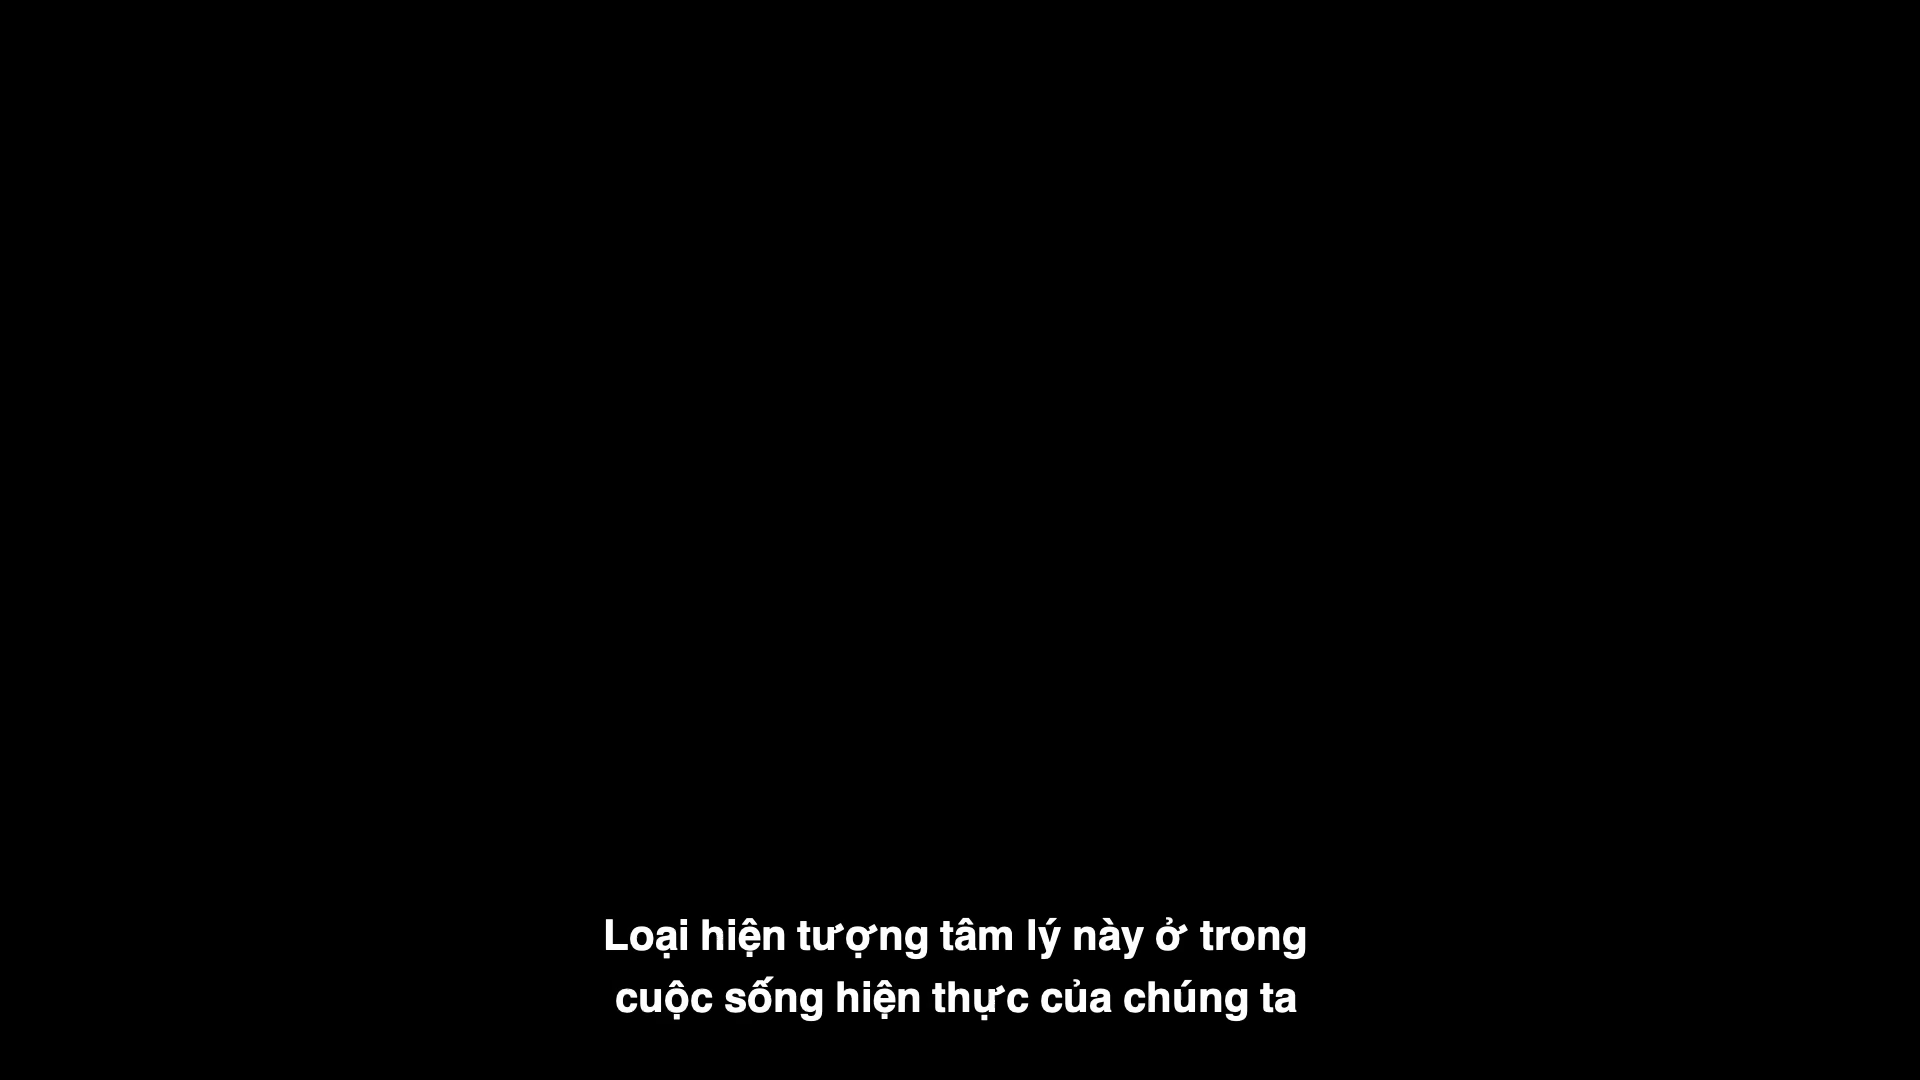 Loại hiện tượng tâm lý này ở trong
cuộc sống hiện thực của chúng ta